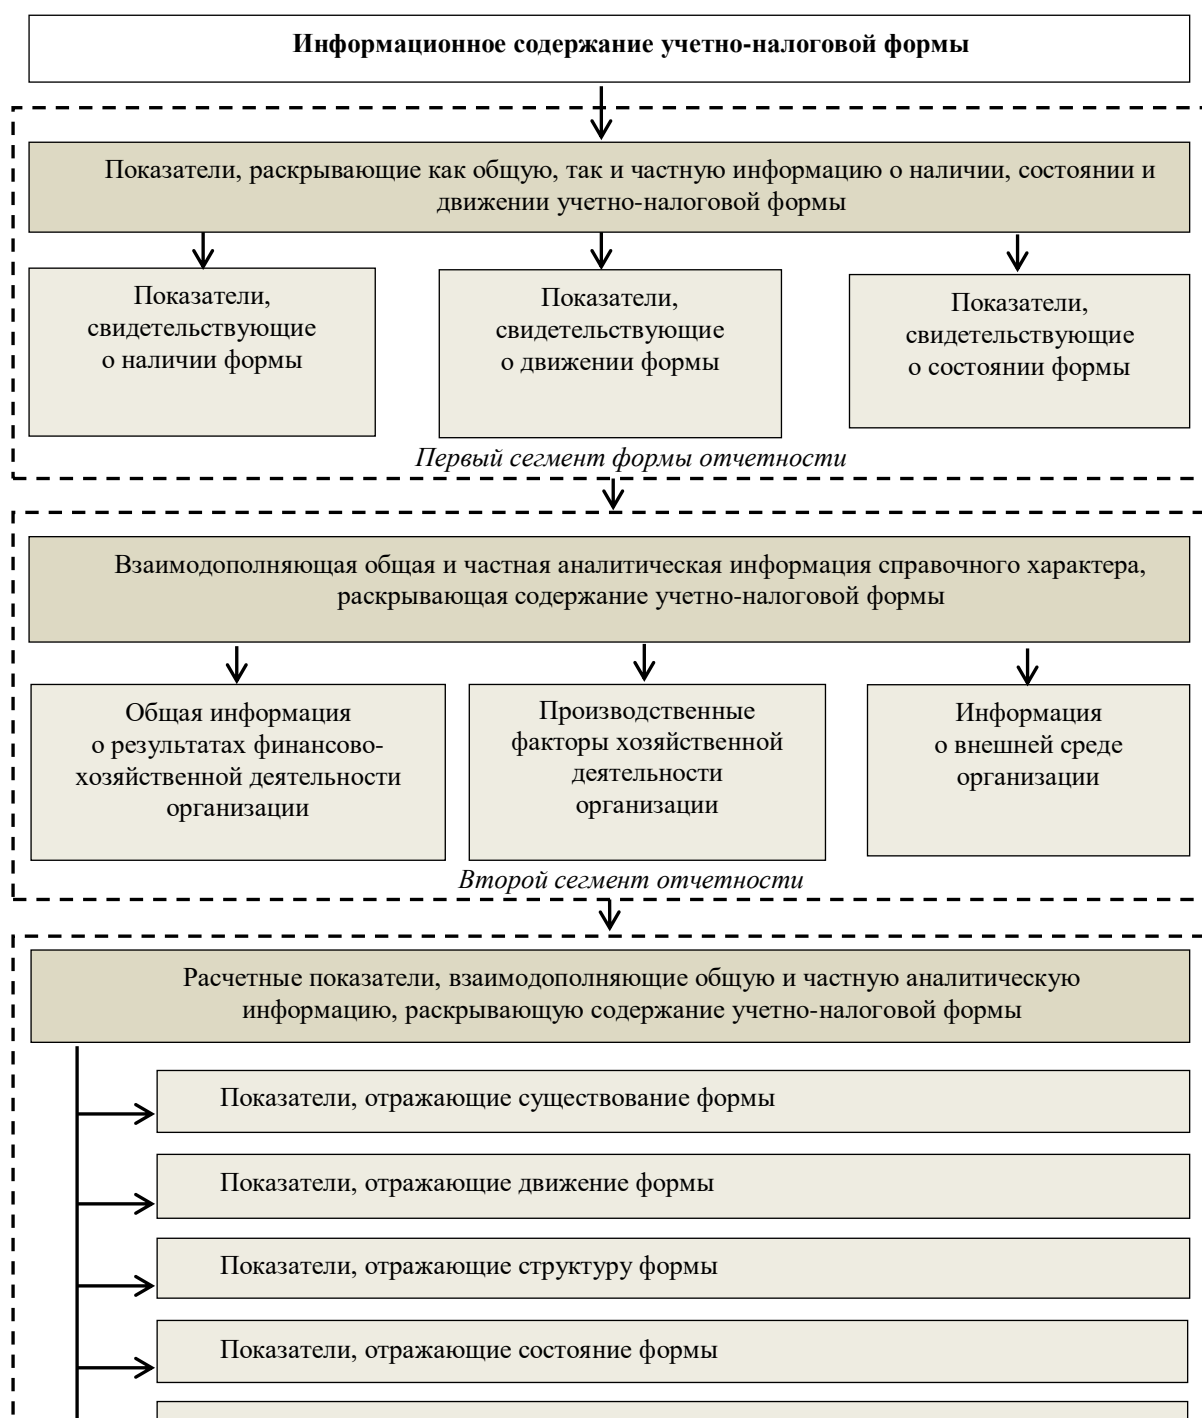 Информационное содержание учетно-налоговой формы
Показатели, раскрывающие как общую, так и частную информацию о наличии, состоянии и
движении учетно-налоговой формы
Показатели,
свидетельствующие
о наличии формы
Показатели,
свидетельствующие
о движении формы
Показатели,
свидетельствующие
о состоянии формы
Первый сегмент формы отчетности
Взаимодополняющая общая и частная аналитическая информация справочного характера,
раскрывающая содержание учетно-налоговой формы
Общая информация
о результатах финансово-
хозяйственной деятельности
организации
Производственные
факторы хозяйственной
деятельности
организации
Информация
о внешней среде
организации
Второй сегмент отчетности
Расчетные показатели, взаимодополняющие общую и частную аналитическую
информацию, раскрывающую содержание учетно-налоговой формы
Показатели, отражающие существование формы
Показатели, отражающие движение формы
Показатели, отражающие структуру формы
Показатели, отражающие состояние формы